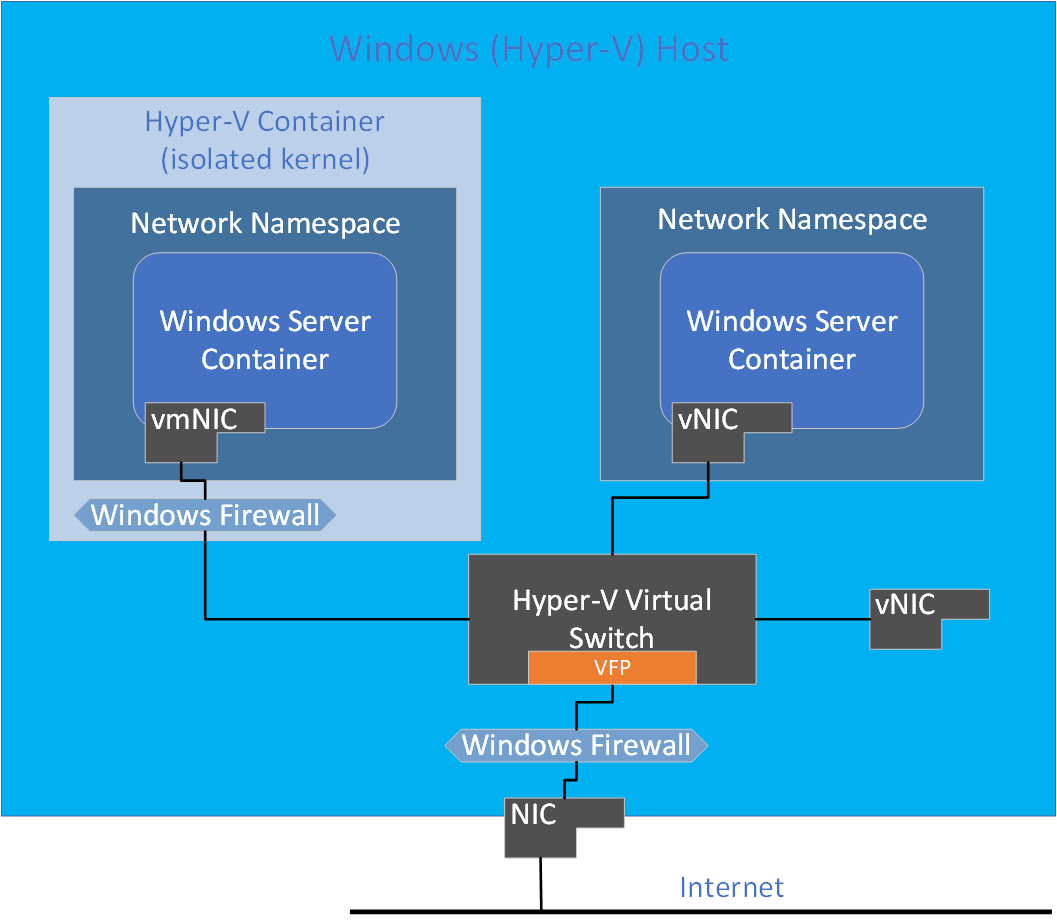 Windows (Hyper-V) Host
Hyper-V Container
(isolated kernel)
Network Namespace
Windows Server
Container
vmNIC
Windows Firewall
Network Namespace
Windows Server
Container
vNIC
Hyper-V Virtual
Switch
VFP
vNIC
Windows Firewall
NIC
Internet